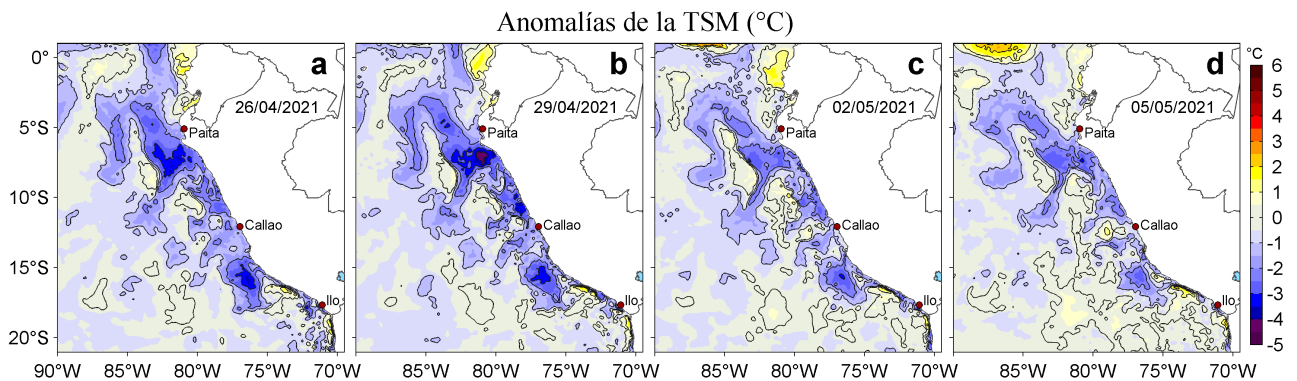 Anomalías de la TSM (°C)
a
26/04/2021
Paita
Callao
Ilo
b
29/04/2021
Paita
Callao
Ilo
c
02/05/2021
Paita
Callao
Ilo
d
05/05/2021
Paita
Callao
Ilo
0°
5°S
10°S
15°S
20°S
90°W 85°W 80°W 75°W 70°W
85°W 80°W 75°W 70°W
85°W 80°W 75°W 70°W
85°W 80°W 75°W 70°W
°C
6
5
4
3
2
1
0
-1
-2
-3
-4
-5